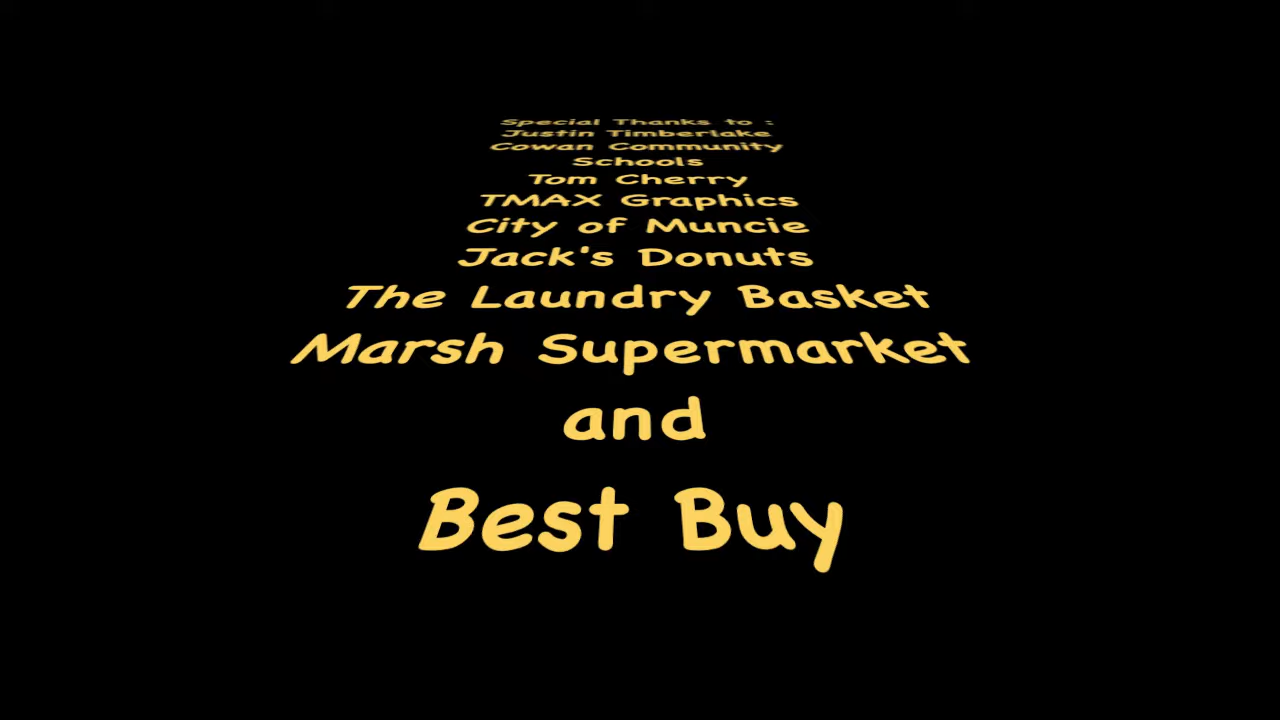 Special Thanks to :
Justin Timberlake
Cowan Community
Schools
Tom Cherry
TMAX Graphics
City of Muncie
Jack's Donuts
The Laundry Basket
Marsh Supermarket
and
Best Buy